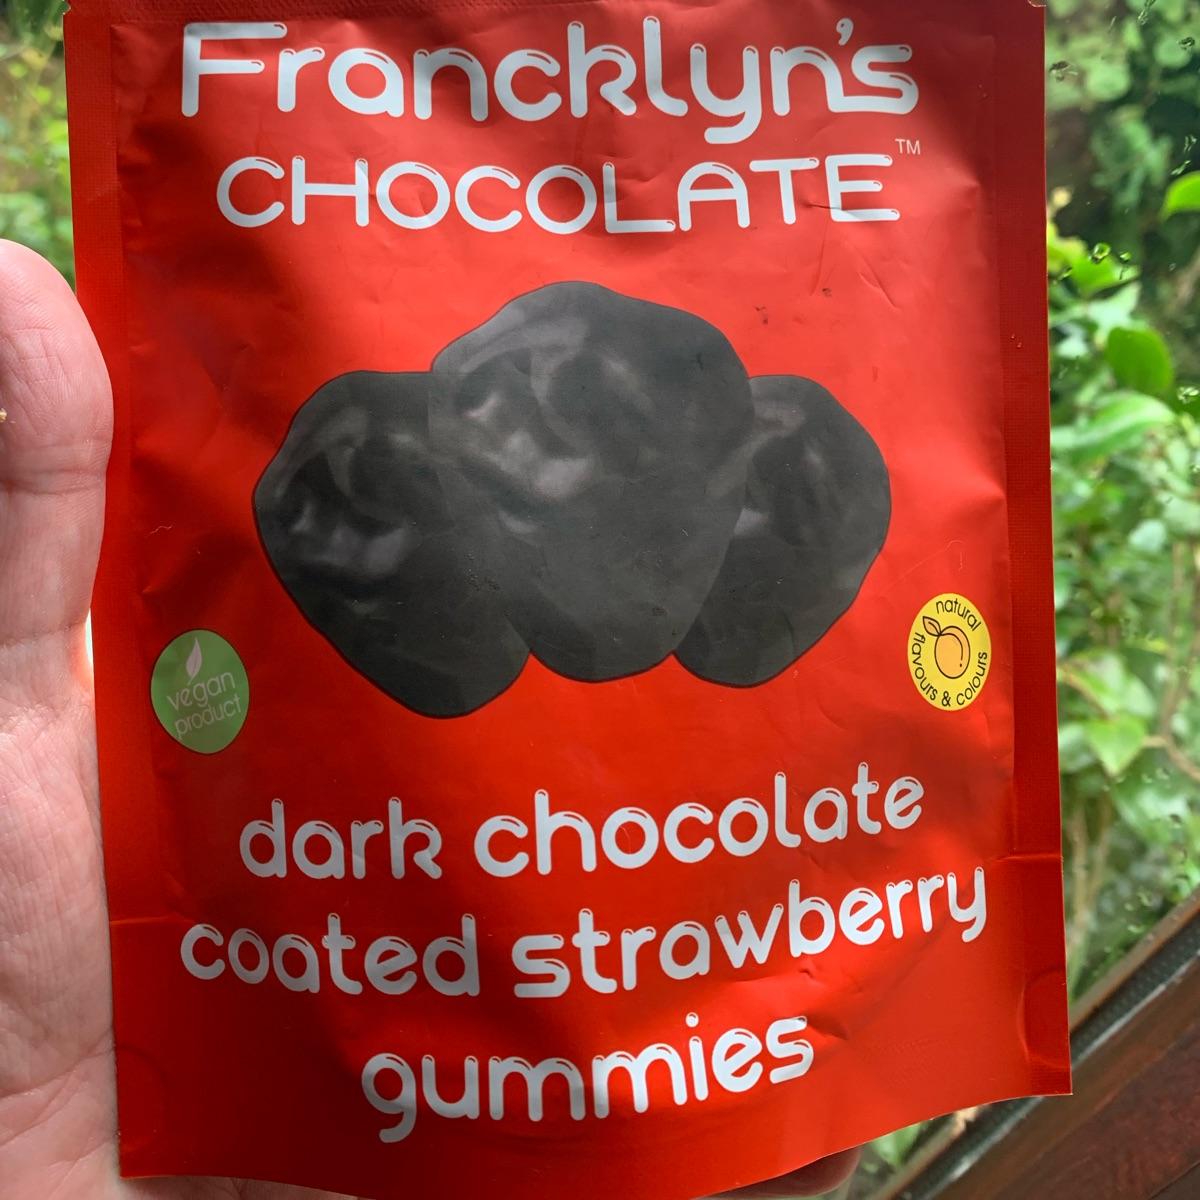 Francklyn's
CHOCOLATE™
vegan
product
natural
flavours & colours
dark chocolate
coated strawberry
gummies